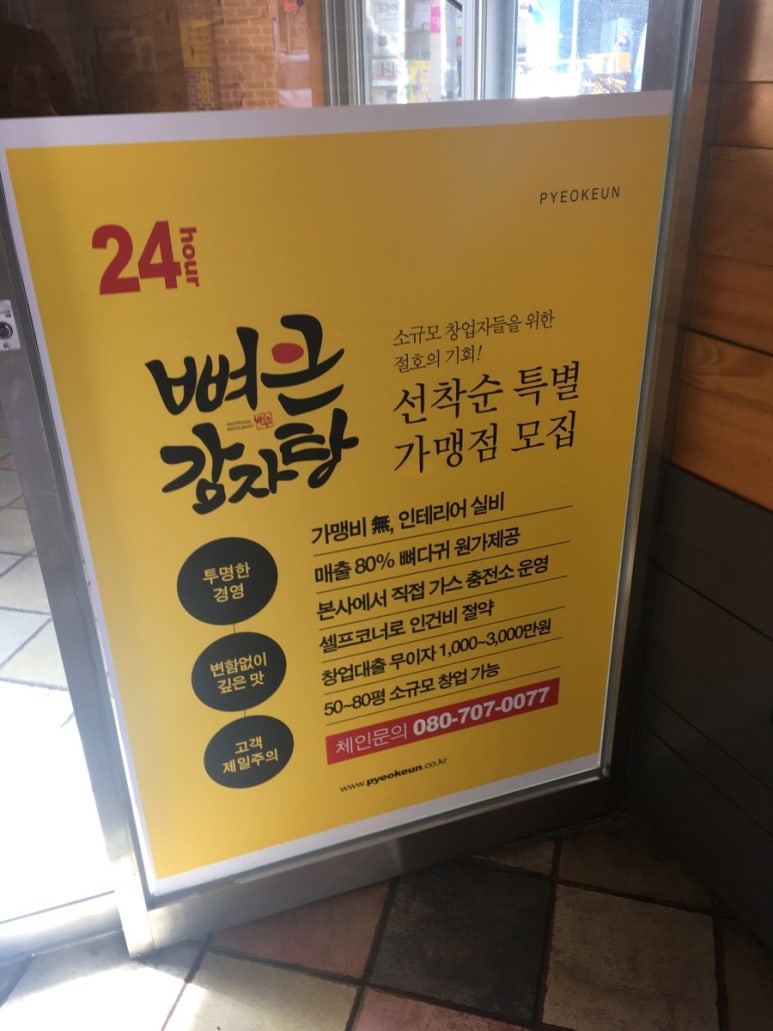 PYEOKEUN
24 hour
뼈은
감자탕
EMOTIONAL
RESTAURANT
소규모 창업자들을 위한
절호의 기회!
선착순 특별
가맹점 모집
투명한
경영
변함없이
깊은 맛
고객
제일주의
가맹비 無, 인테리어 실비
매출 80% 뼈다귀 원가제공
본사에서 직접 가스 충전소 운영
셀프코너로 인건비 절약
창업대출 무이자 1,000~3,000만원
50~80평 소규모 창업 가능
체인문의 080-707-0077
www.pyeokeun.co.kr